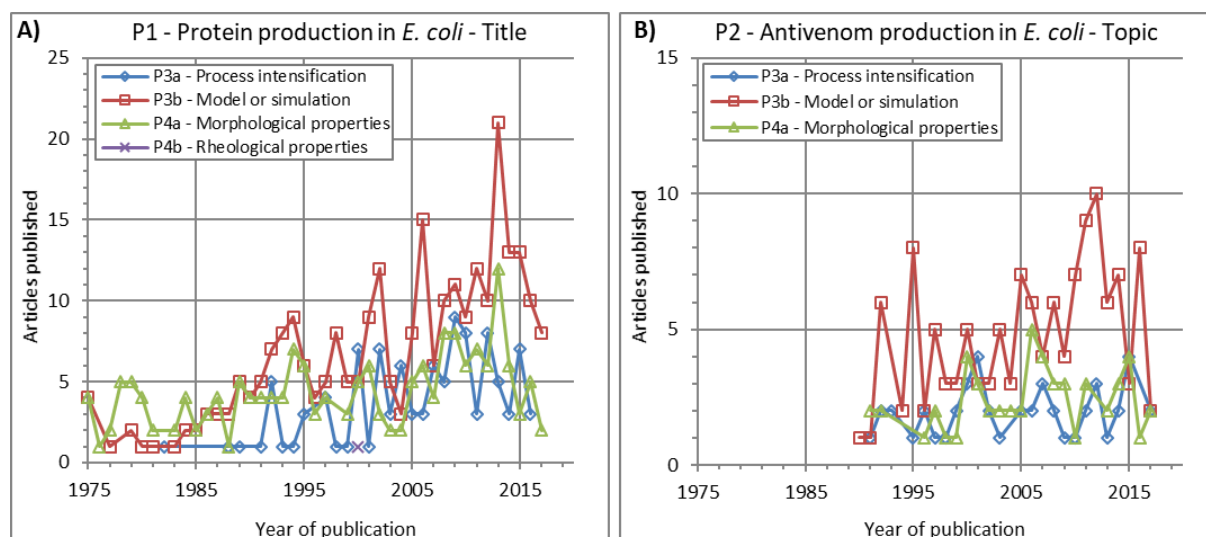 A)
P1 - Protein production in E. coli - Title
25
20
15
10
5
0
P3a - Process intensification
P3b - Model or simulation
P4a - Morphological properties
P4b - Rheological properties
Articles published
1975
1985
1995
2005
2015
Year of publication
B)
P2 - Antivenom production in E. coli - Topic
15
10
5
0
P3a - Process intensification
P3b - Model or simulation
P4a - Morphological properties
Articles published
1975
1985
1995
2005
2015
Year of publication